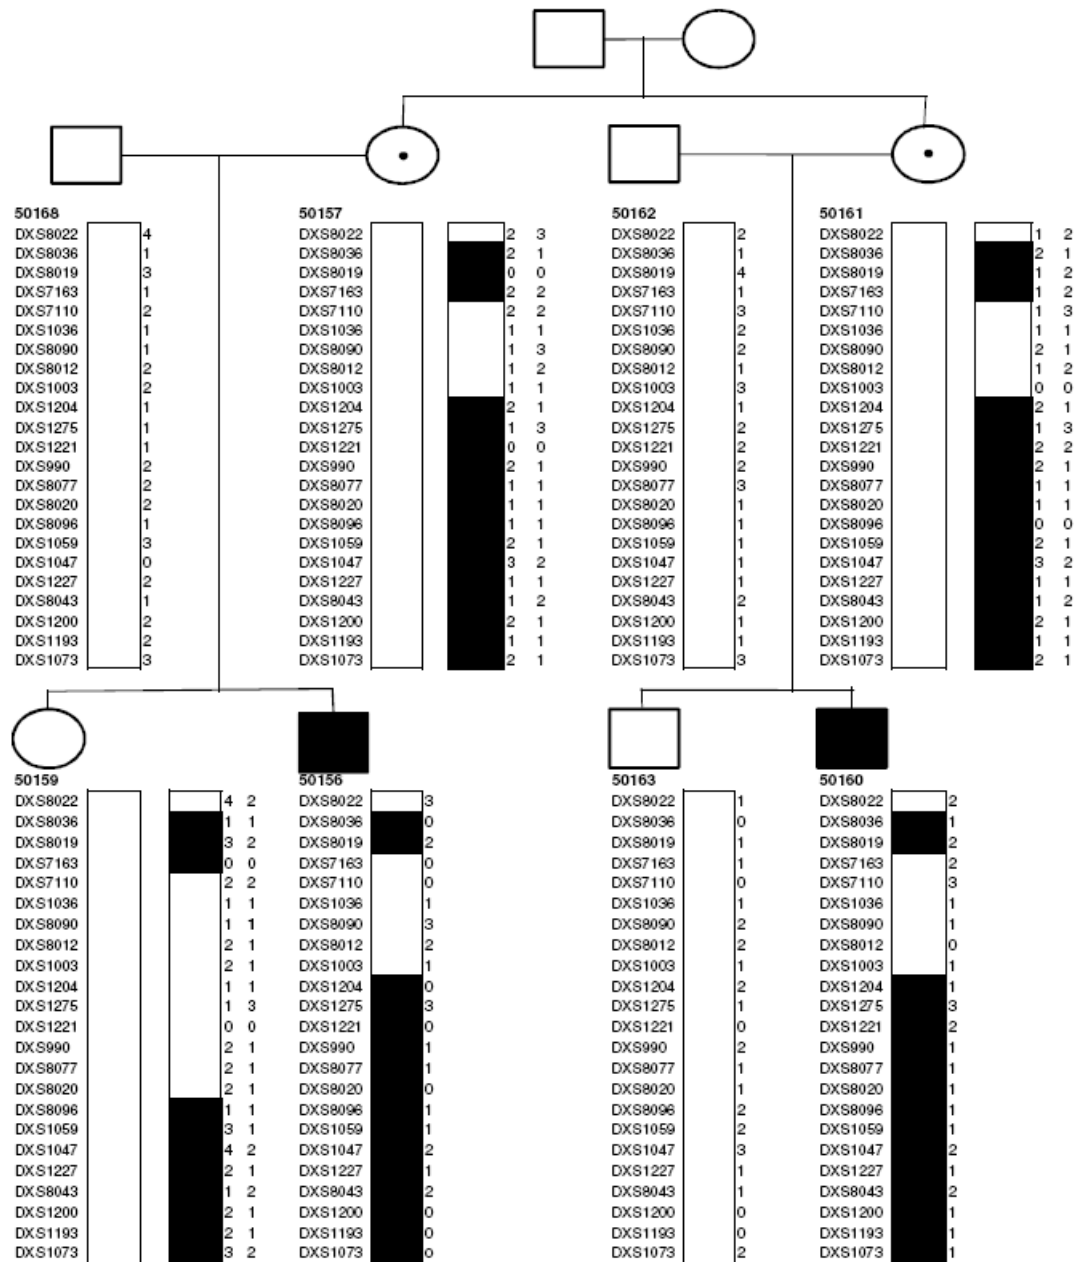 50168 50157 50162 50161
DXS8022 4 DXS8022 2 3 DXS8022 2 DXS8022 1 2
DXS8036 1 DXS8036 2 1 DXS8036 1 DXS8036 2 1
DXS8019 3 DXS8019 0 0 DXS8019 4 DXS8019 1 2
DXS7163 1 DXS7163 2 2 DXS7163 1 DXS7163 1 2
DXS7110 2 DXS7110 2 2 DXS7110 3 DXS7110 1 3
DXS1036 1 DXS1036 1 1 DXS1036 2 DXS1036 1 1
DXS8090 1 DXS8090 1 3 DXS8090 2 DXS8090 2 1
DXS8012 2 DXS8012 1 2 DXS8012 1 DXS8012 1 2
DXS1003 2 DXS1003 1 1 DXS1003 3 DXS1003 0 0
DXS1204 1 DXS1204 2 1 DXS1204 1 DXS1204 2 1
DXS1275 1 DXS1275 1 3 DXS1275 2 DXS1275 1 3
DXS1221 1 DXS1221 0 0 DXS1221 2 DXS1221 2 2
DXS990 2 DXS990 2 1 DXS990 2 DXS990 2 1
DXS8077 2 DXS8077 1 1 DXS8077 3 DXS8077 1 1
DXS8020 2 DXS8020 1 1 DXS8020 1 DXS8020 1 1
DXS8096 1 DXS8096 1 1 DXS8096 1 DXS8096 0 0
DXS1059 3 DXS1059 2 1 DXS1059 1 DXS1059 2 1
DXS1047 0 DXS1047 3 2 DXS1047 1 DXS1047 3 2
DXS1227 2 DXS1227 1 1 DXS1227 1 DXS1227 1 1
DXS8043 1 DXS8043 1 2 DXS8043 2 DXS8043 1 2
DXS1200 2 DXS1200 2 1 DXS1200 1 DXS1200 2 1
DXS1193 2 DXS1193 1 1 DXS1193 1 DXS1193 1 1
DXS1073 3 DXS1073 2 1 DXS1073 3 DXS1073 2 1
50159 50156 50163 50160
DXS8022 4 2 DXS8022 3 DXS8022 1 DXS8022 2
DXS8036 1 1 DXS8036 0 DXS8036 0 DXS8036 1
DXS8019 3 2 DXS8019 2 DXS8019 1 DXS8019 2
DXS7163 0 0 DXS7163 0 DXS7163 1 DXS7163 2
DXS7110 2 2 DXS7110 0 DXS7110 0 DXS7110 3
DXS1036 1 1 DXS1036 1 DXS1036 1 DXS1036 1
DXS8090 1 1 DXS8090 3 DXS8090 2 DXS8090 1
DXS8012 2 1 DXS8012 2 DXS8012 2 DXS8012 0
DXS1003 2 1 DXS1003 1 DXS1003 1 DXS1003 1
DXS1204 1 1 DXS1204 0 DXS1204 2 DXS1204 1
DXS1275 1 3 DXS1275 3 DXS1275 1 DXS1275 3
DXS1221 0 0 DXS1221 0 DXS1221 0 DXS1221 2
DXS990 2 1 DXS990 1 DXS990 2 DXS990 1
DXS8077 2 1 DXS8077 1 DXS8077 1 DXS8077 1
DXS8020 2 1 DXS8020 0 DXS8020 1 DXS8020 1
DXS8096 1 1 DXS8096 1 DXS8096 2 DXS8096 1
DXS1059 3 1 DXS1059 1 DXS1059 2 DXS1059 1
DXS1047 4 2 DXS1047 2 DXS1047 3 DXS1047 2
DXS1227 2 1 DXS1227 1 DXS1227 1 DXS1227 1
DXS8043 1 2 DXS8043 2 DXS8043 1 DXS8043 2
DXS1200 2 1 DXS1200 0 DXS1200 0 DXS1200 1
DXS1193 2 1 DXS1193 0 DXS1193 0 DXS1193 1
DXS1073 3 2 DXS1073 0 DXS1073 2 DXS1073 1